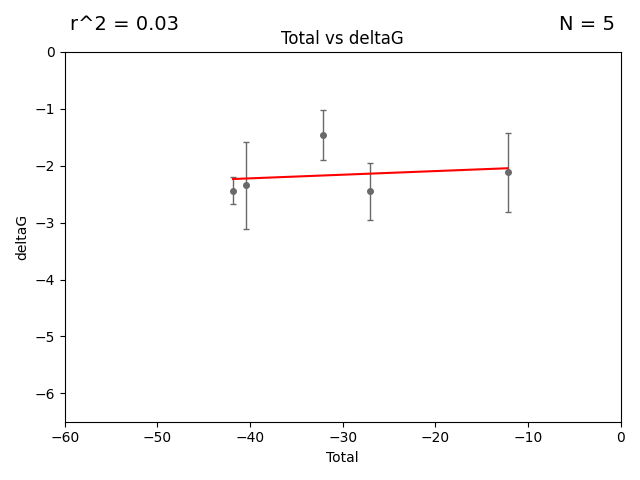 r^2 = 0.03
N = 5
Total vs deltaG
0
−1
−2
−3
−4
−5
−6
deltaG
−60
−50
−40
−30
−20
−10
0
Total